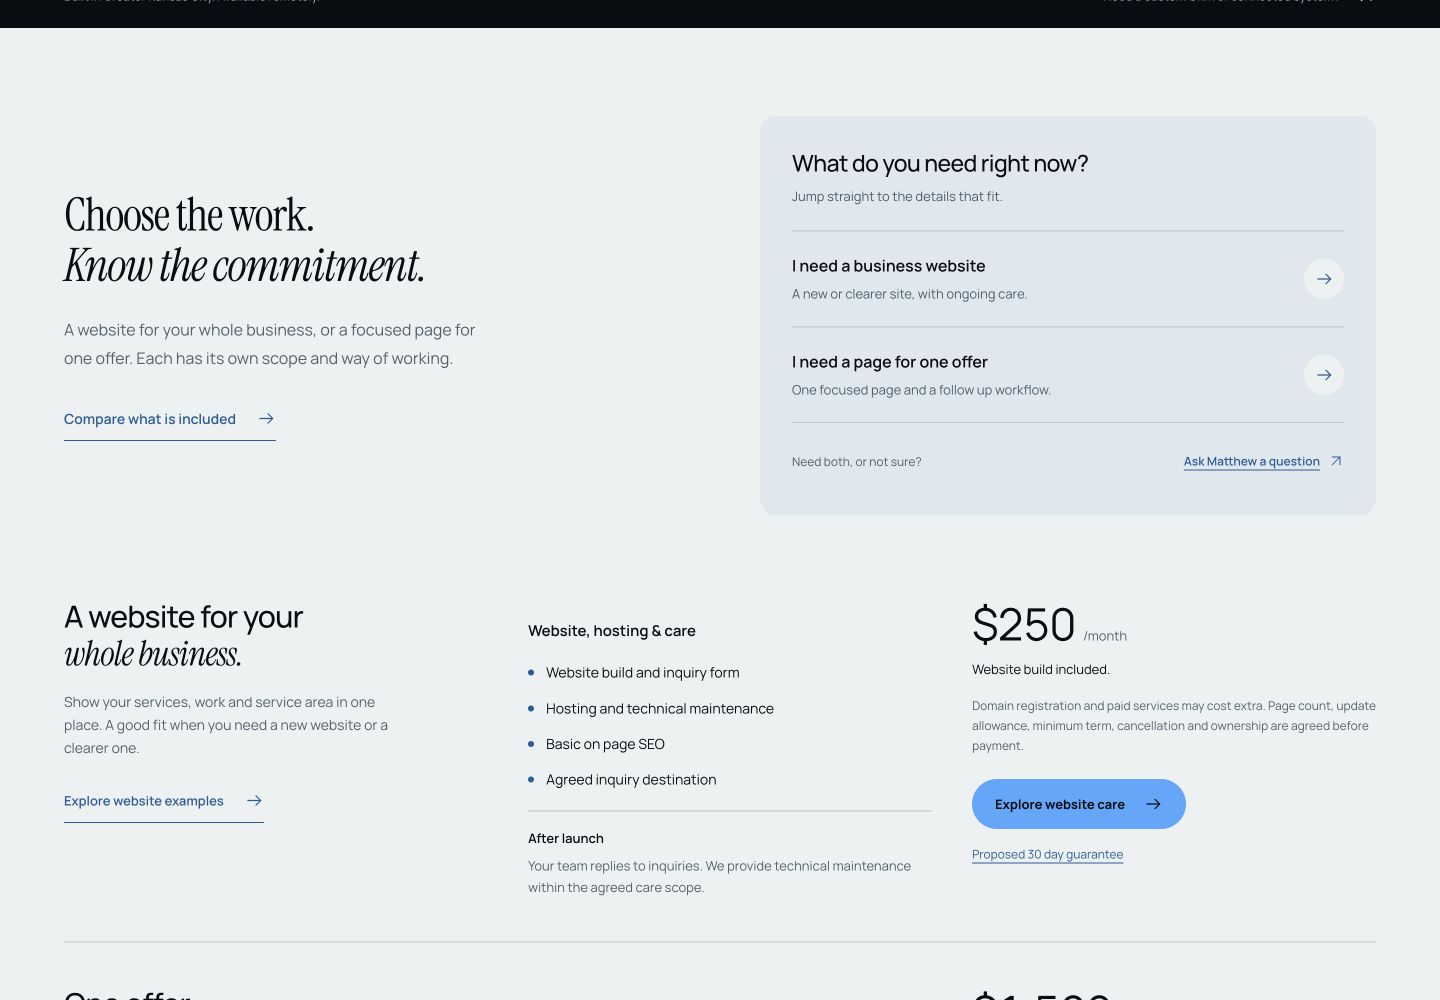 Choose the work.
Know the commitment.
A website for your whole business, or a focused page for
one offer. Each has its own scope and way of working.
Compare what is included
What do you need right now?
Jump straight to the details that fit.
I need a business website
A new or clearer site, with ongoing care.
I need a page for one offer
One focused page and a follow up workflow.
Need both, or not sure?
Ask Matthew a question
A website for your
whole business.
Show your services, work and service area in one
place. A good fit when you need a new website or a
clearer one.
Explore website examples
Website, hosting & care
Website build and inquiry form
Hosting and technical maintenance
Basic on page SEO
Agreed inquiry destination
After launch
Your team replies to inquiries. We provide technical maintenance
within the agreed care scope.
$250 /month
Website build included.
Domain registration and paid services may cost extra. Page count, update
allowance, minimum term, cancellation and ownership are agreed before
payment.
Explore website care
Proposed 30 day guarantee
One offer